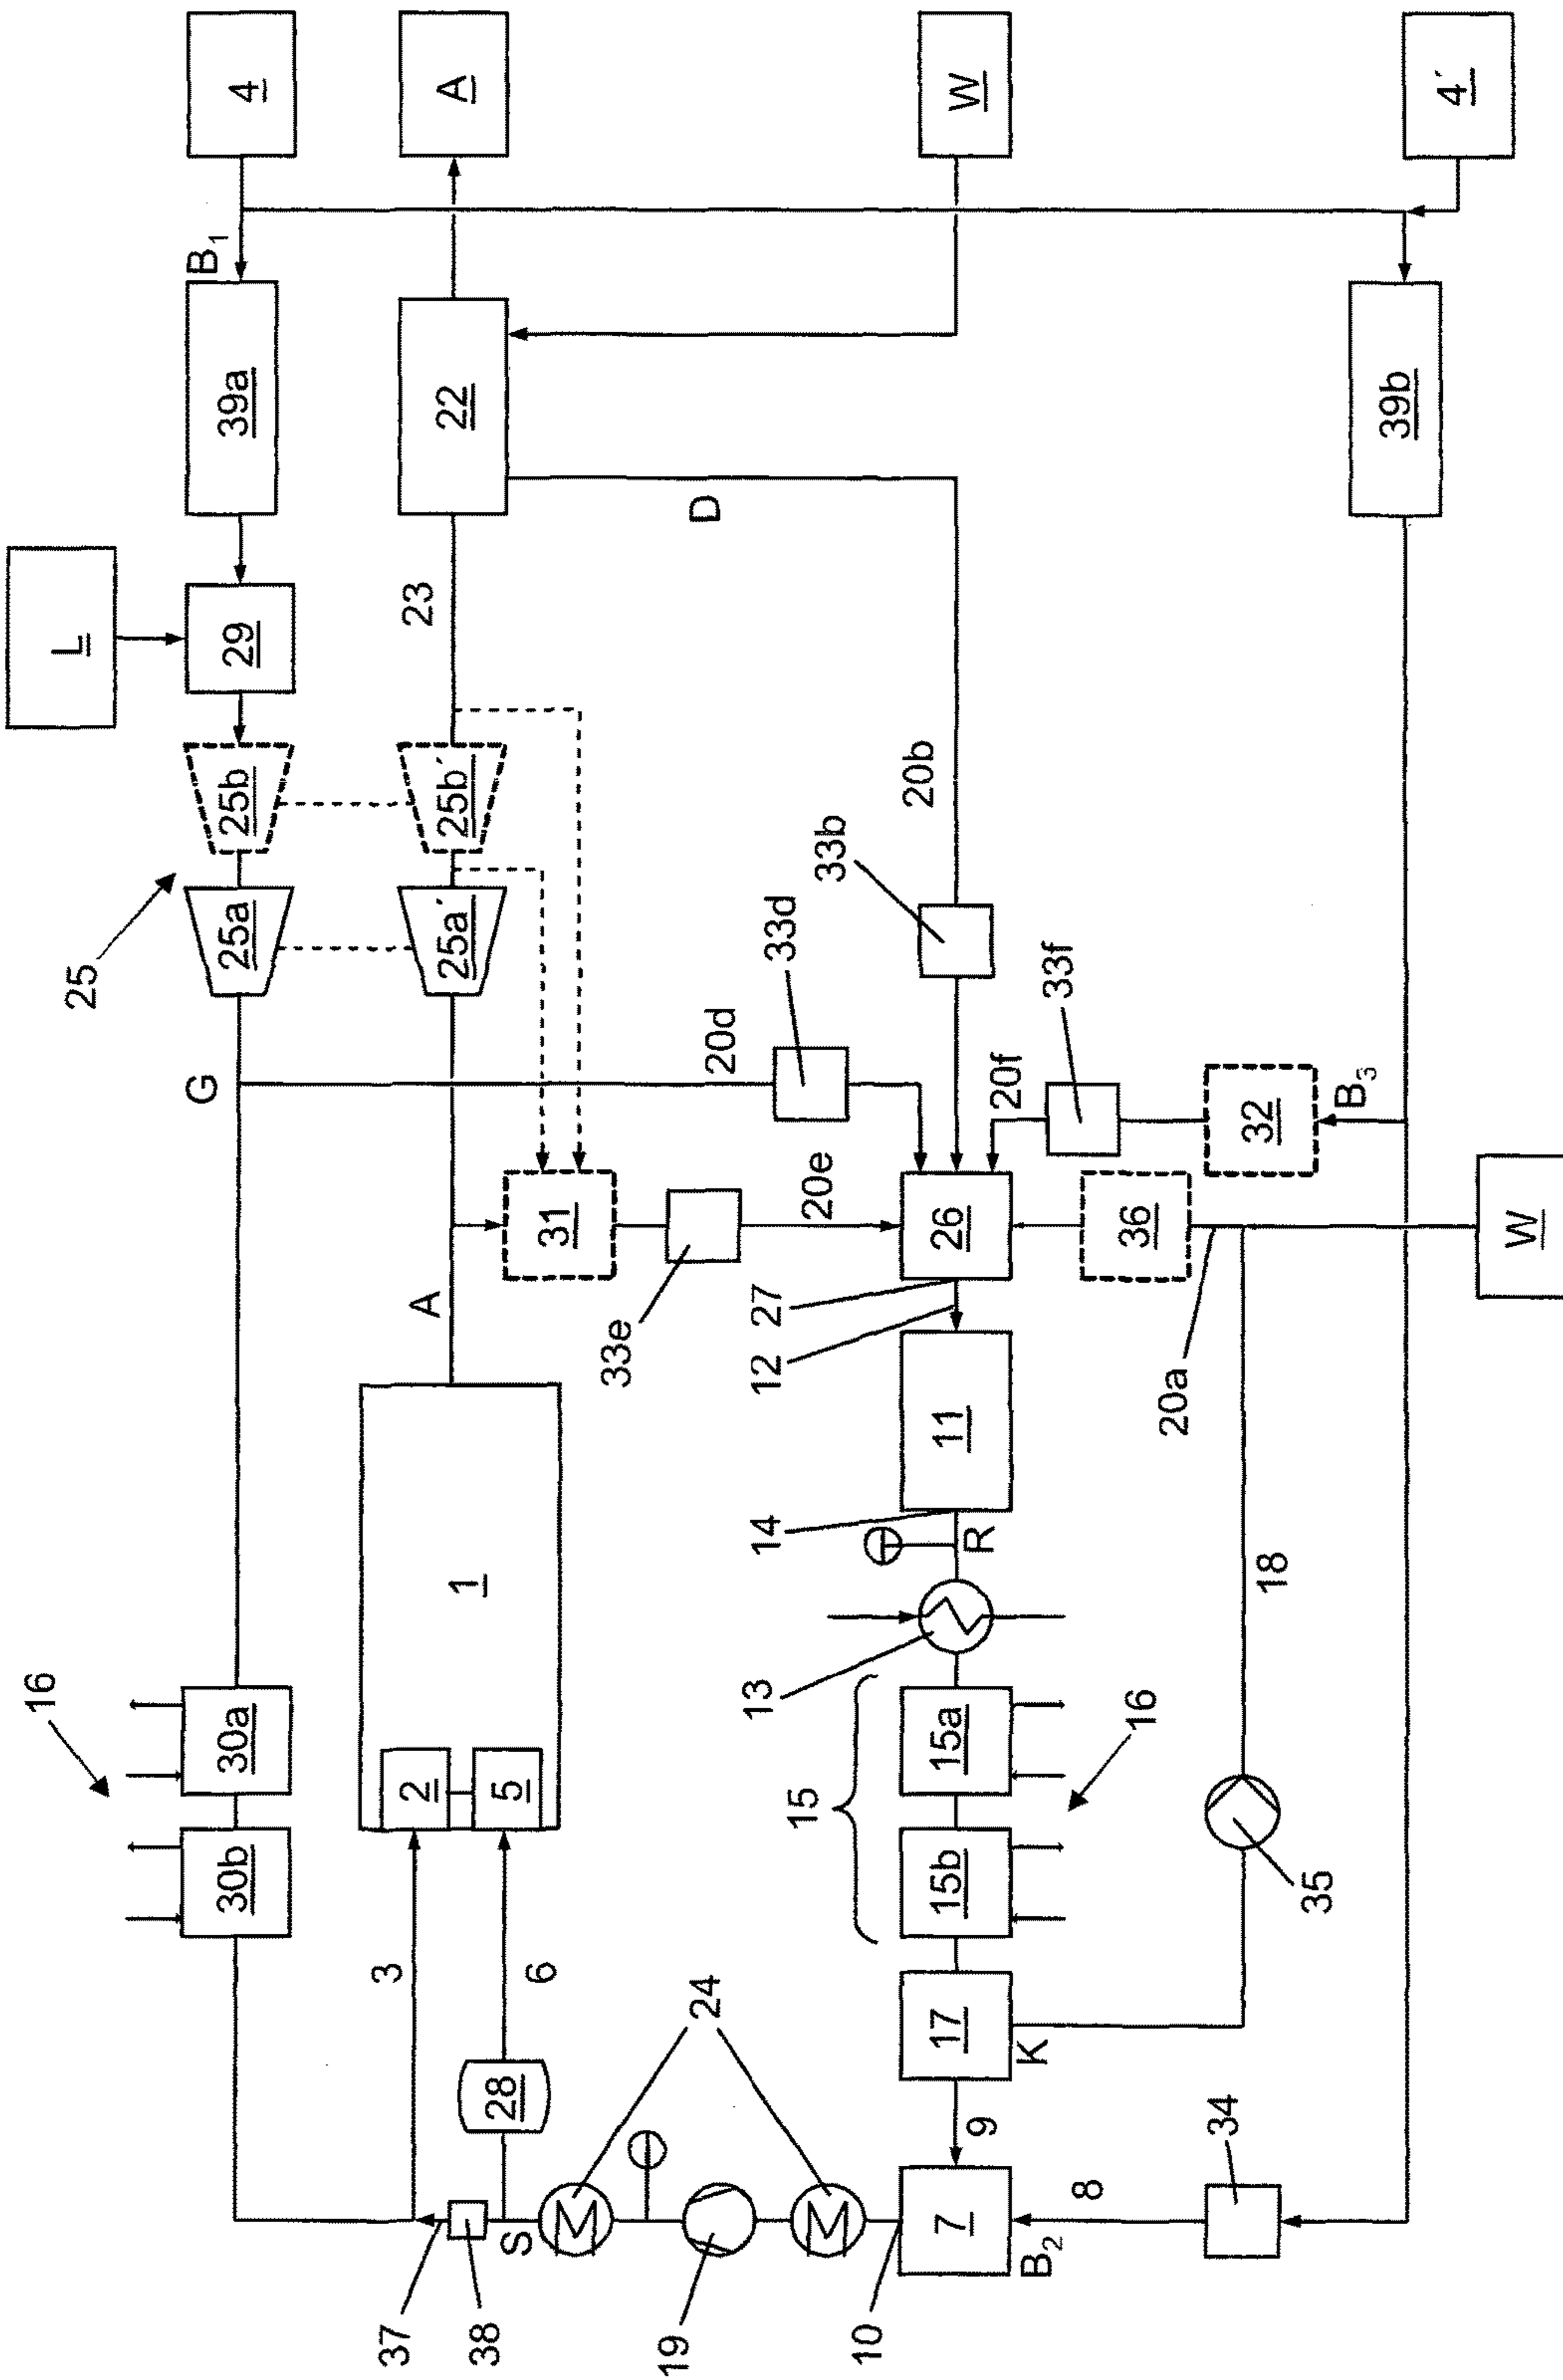 16
25
L
30b
30a
G
25a
25b
29
39a
B₁
4
37
3
2
1
A
25a´
25b´
23
22
A
38
S
28
6
5
31
33e
19
24
D
20d
13
14
12
27
33d
15
20e
33b
10
20b
7
17
15b
15a
11
26
W
9
R
20f
B₂
K
33f
8
34
16
36
20a
32
18
35
B₃
39b
4´
W